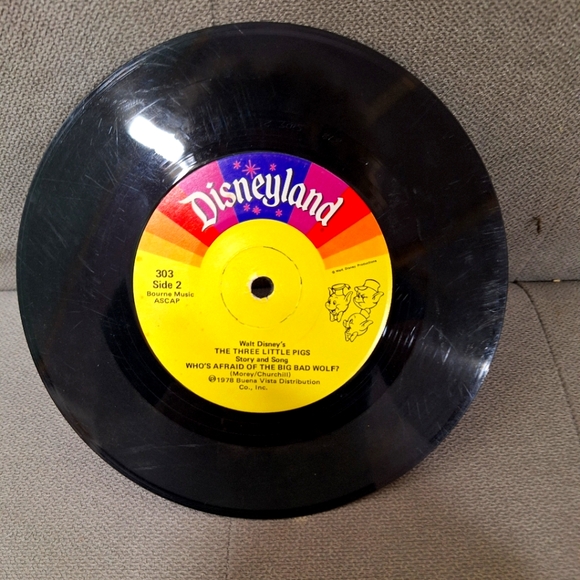 Disneyland
© Walt Disney Productions
303
Side 2
Bourne Music
ASCAP
Walt Disney's
THE THREE LITTLE PIGS
Story and Song
WHO'S AFRAID OF THE BIG BAD WOLF?
(Morey/Churchill)
Ⓟ1978 Buena Vista Distribution
Co., Inc.